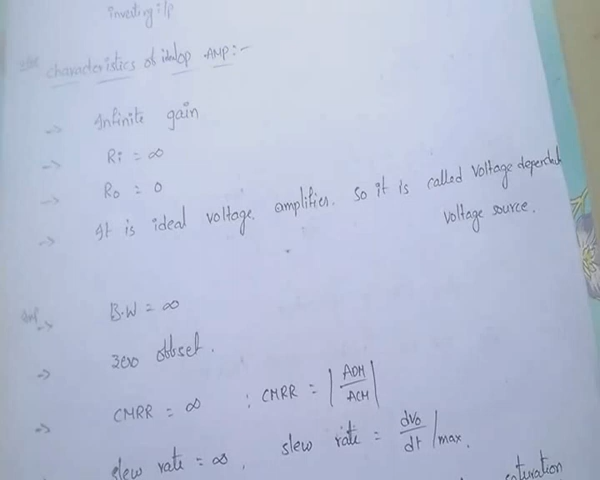 inverting i/p
characteristics of ideal op-AMP :-
-> Infinite gain
-> Ri = ∞
-> Ro = 0
-> It is ideal voltage amplifier. So it is called voltage dependent
voltage source.
-> B.W = ∞
-> zero offset.
-> CMRR = ∞ : CMRR = |ADM/ACM|
slew rate = ∞, slew rate = dVo/dt /max.
saturation